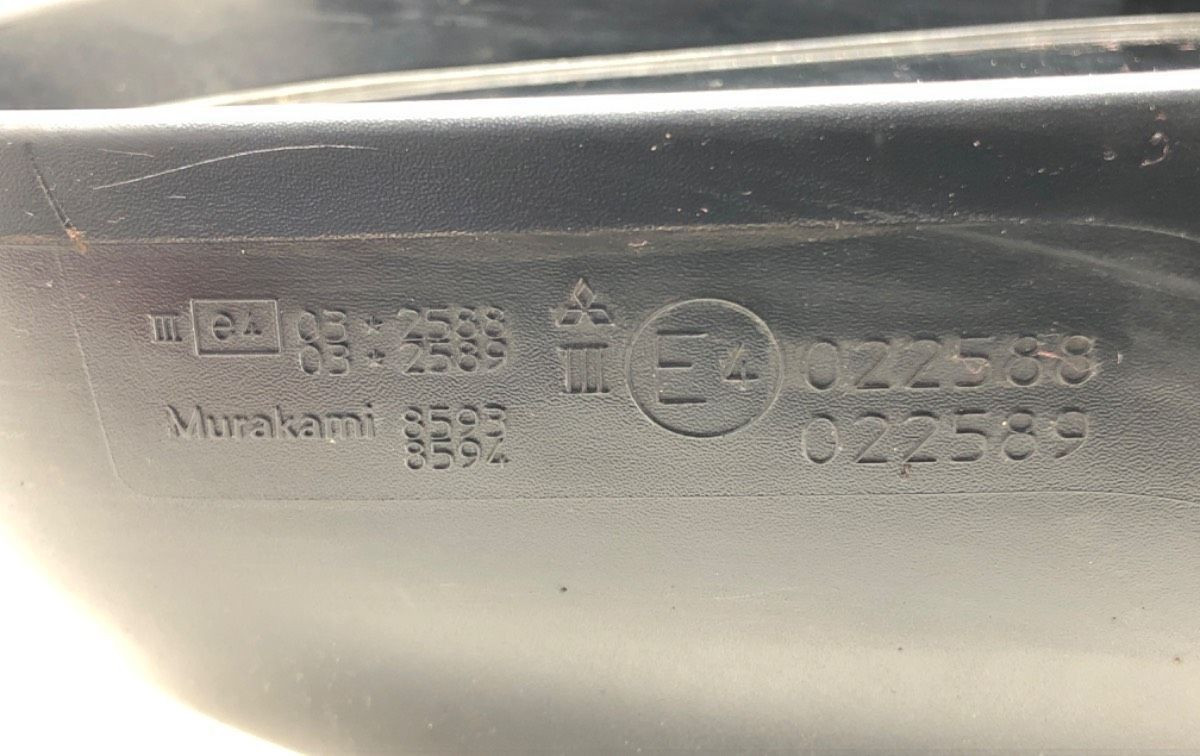 III e4 03 * 2588
03 * 2589
Murakami 8593
8594
III E4 022588
022589